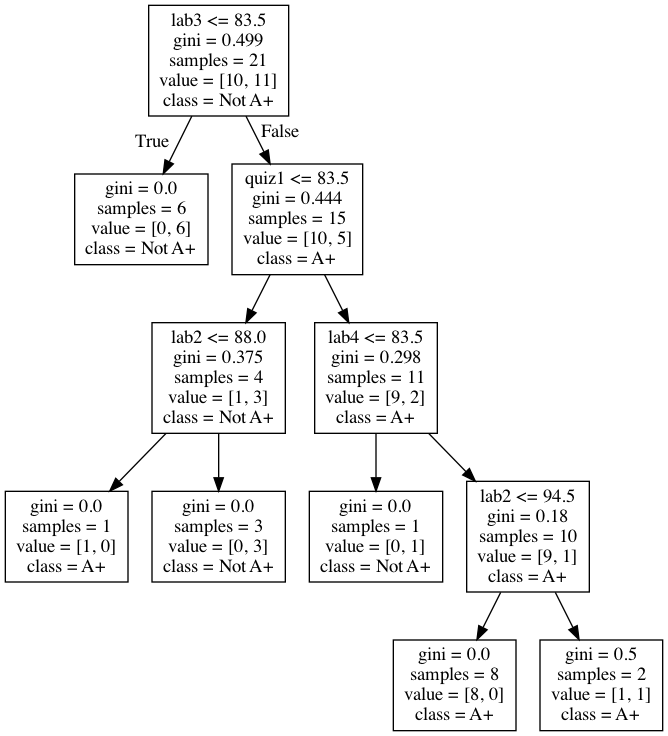 lab3 <= 83.5
gini = 0.499
samples = 21
value = [10, 11]
class = Not A+
True
False
gini = 0.0
samples = 6
value = [0, 6]
class = Not A+
quiz1 <= 83.5
gini = 0.444
samples = 15
value = [10, 5]
class = A+
lab2 <= 88.0
gini = 0.375
samples = 4
value = [1, 3]
class = Not A+
lab4 <= 83.5
gini = 0.298
samples = 11
value = [9, 2]
class = A+
gini = 0.0
samples = 1
value = [1, 0]
class = A+
gini = 0.0
samples = 3
value = [0, 3]
class = Not A+
gini = 0.0
samples = 1
value = [0, 1]
class = Not A+
lab2 <= 94.5
gini = 0.18
samples = 10
value = [9, 1]
class = A+
gini = 0.0
samples = 8
value = [8, 0]
class = A+
gini = 0.5
samples = 2
value = [1, 1]
class = A+